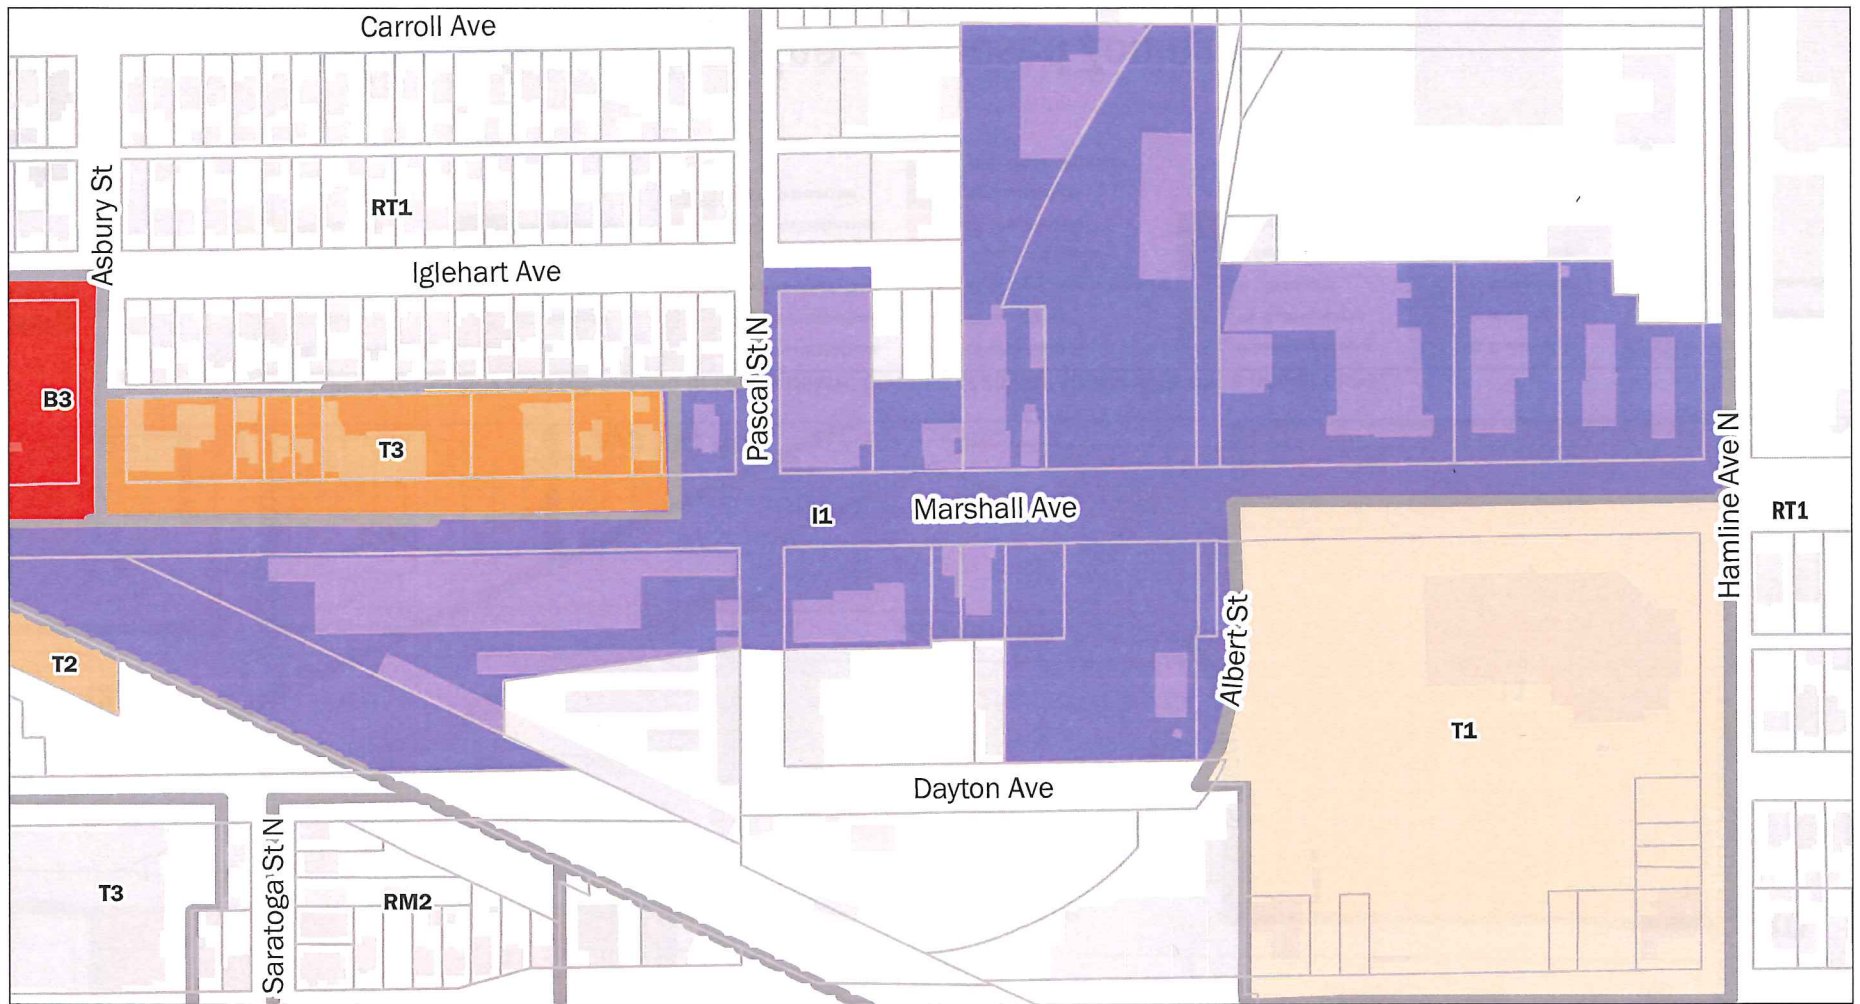 Carroll Ave
Asbury St
RT1
Iglehart Ave
Pascal St N
B3
T3
I1
Marshall Ave
Hamline Ave N
RT1
Albert St
T2
T1
Dayton Ave
Saratoga St N
T3
RM2